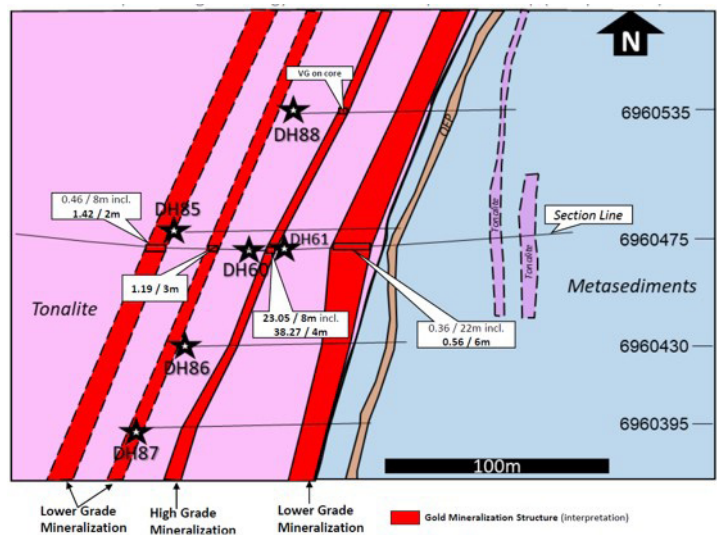 N
VG on core
DH88
6960535
QFP
0.46 / 8m incl.
1.42 / 2m
DH85
Section Line
DH61
6960475
DH60
Tonalite
Tonalite
1.19 / 3m
Tonalite
Metasediments
23.05 / 8m incl.
38.27 / 4m
0.36 / 22m incl.
0.56 / 6m
DH86
6960430
DH87
6960395
100m
Lower Grade
Mineralization
High Grade
Mineralization
Lower Grade
Mineralization
Gold Mineralization Structure (interpretation)